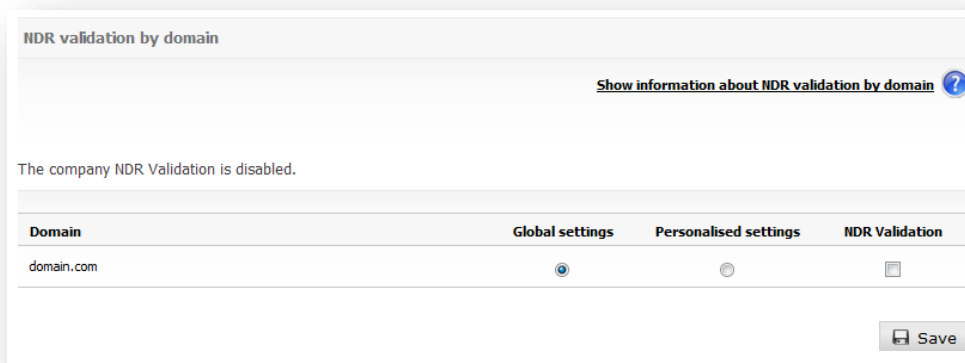 NDR validation by domain
Show information about NDR validation by domain ?
The company NDR Validation is disabled.
Domain Global settings Personalised settings NDR Validation
domain.com
Save